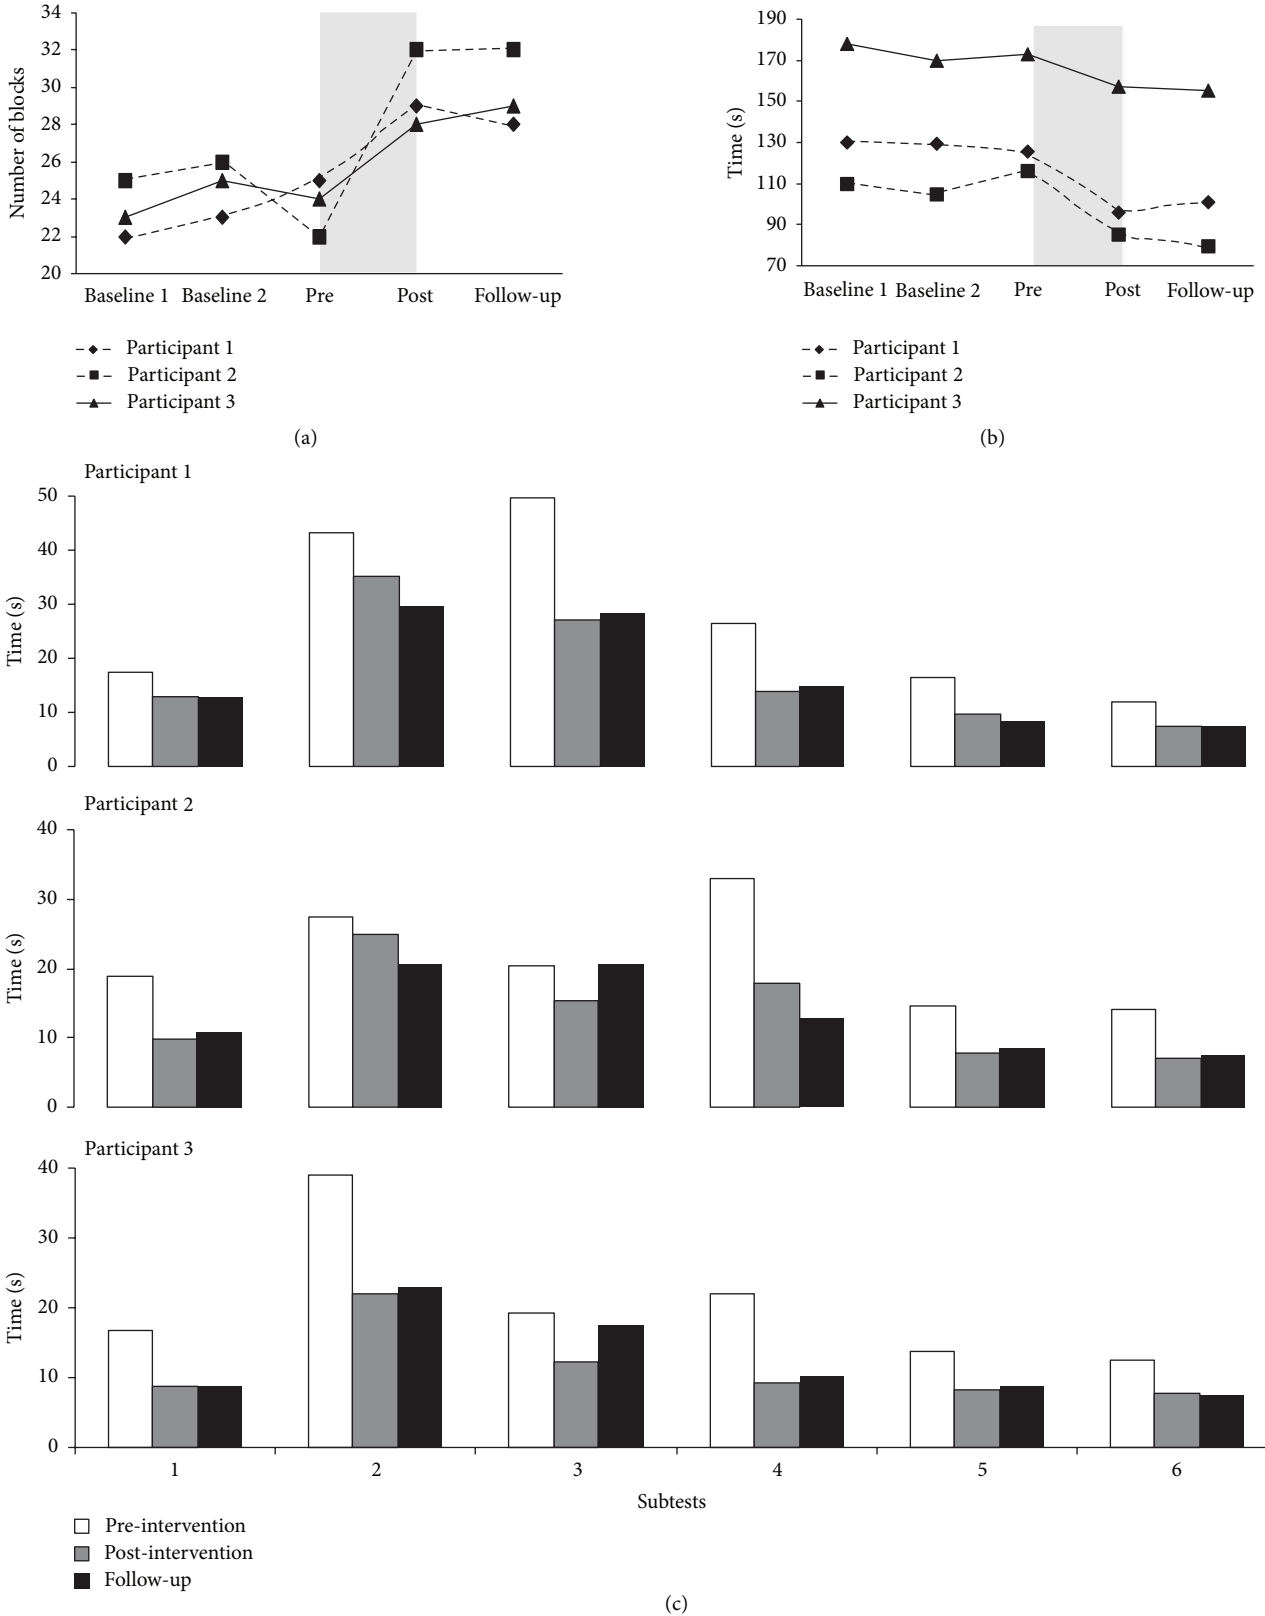 34
32
30
28
26
24
22
20
Number of blocks
Baseline 1 Baseline 2 Pre Post Follow-up
Participant 1
Participant 2
Participant 3
(a)
190
170
150
130
110
90
70
Time (s)
Baseline 1 Baseline 2 Pre Post Follow-up
Participant 1
Participant 2
Participant 3
(b)
Participant 1
50
40
30
20
10
0
Time (s)
Participant 2
40
30
20
10
0
Time (s)
Participant 3
40
30
20
10
0
Time (s)
1 2 3 4 5 6
Subtests
Pre-intervention
Post-intervention
Follow-up
(c)